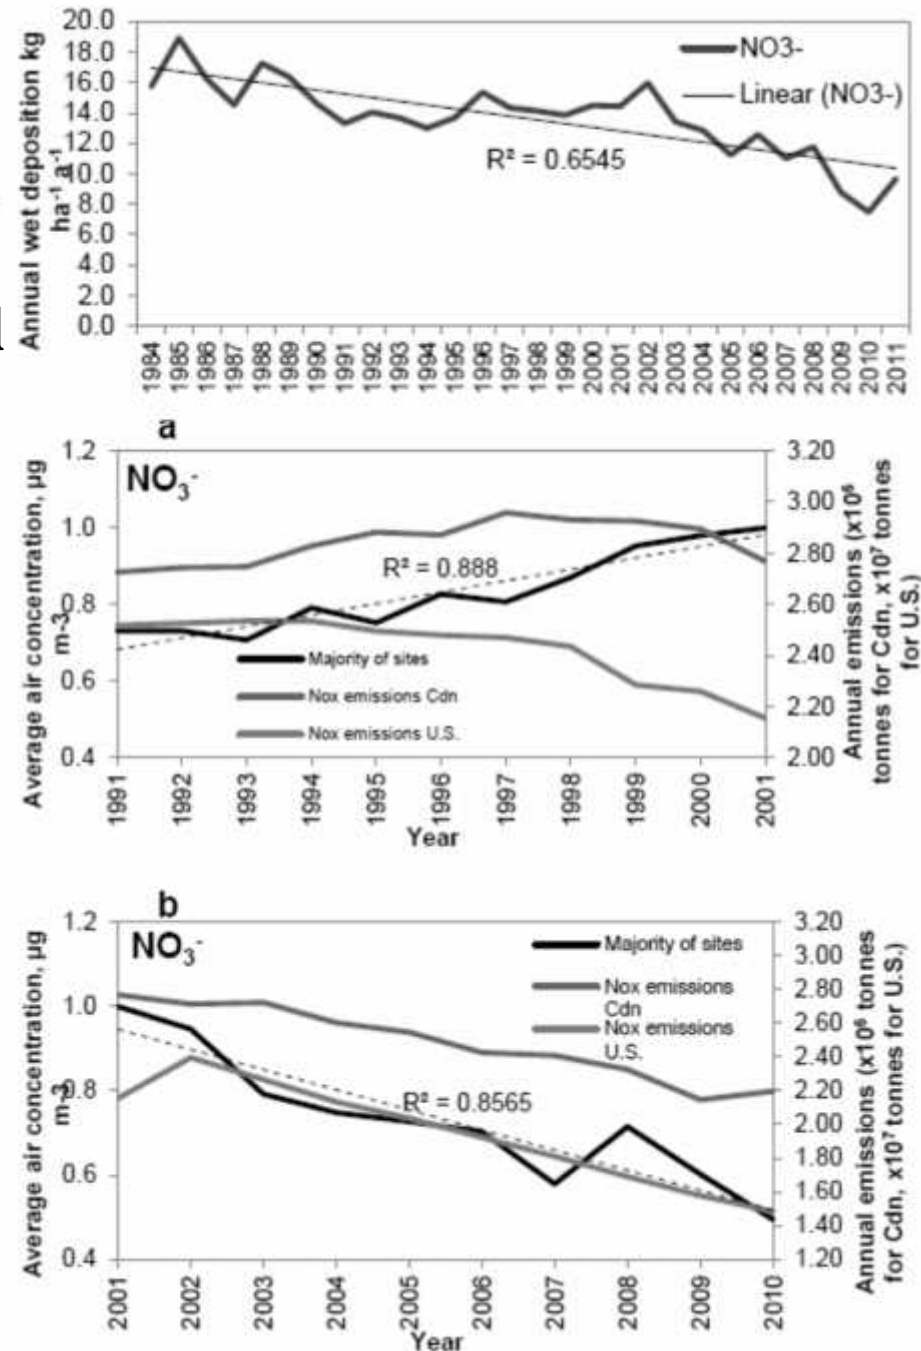 20.0
18.0
16.0
14.0
12.0
10.0
8.0
6.0
4.0
2.0
0.0
Annual wet deposition kg
ha-1 a-1
NO3-
Linear (NO3-)
R² = 0.6545
1984
1985
1986
1987
1988
1989
1990
1991
1992
1993
1994
1995
1996
1997
1998
1999
2000
2001
2002
2003
2004
2005
2006
2007
2008
2009
2010
2011
a
1.2
1.0
0.8
0.6
0.4
Average air concentration, µg
m-3
NO3-
R² = 0.888
Majority of sites
Nox emissions Cdn
Nox emissions U.S.
3.20
3.00
2.80
2.60
2.40
2.20
2.00
Annual emissions (x10⁶
tonnes for Cdn, x10⁷ tonnes
for U.S.)
1991
1992
1993
1994
1995
1996
1997
1998
1999
2000
2001
Year
b
1.2
1.0
0.8
0.6
0.4
Average air concentration, µg
m-3
NO3-
Majority of sites
Nox emissions
Cdn
Nox emissions
U.S.
R² = 0.8565
3.20
3.00
2.80
2.60
2.40
2.20
2.00
1.80
1.60
1.40
1.20
Annual emissions (x10⁶ tonnes
for Cdn, x10⁷ tonnes for U.S.)
2001
2002
2003
2004
2005
2006
2007
2008
2009
2010
Year